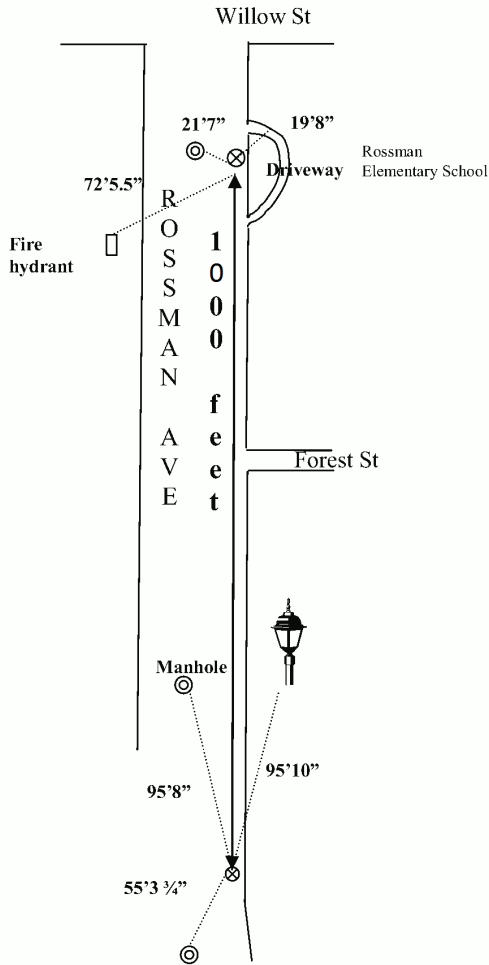 Willow St
21’7”
19’8”
Driveway
Rossman
Elementary School
72’5.5”
Fire
hydrant
ROSSMAN AVE
1000 feet
Forest St
Manhole
95’10”
95’8”
55’3 ¾”